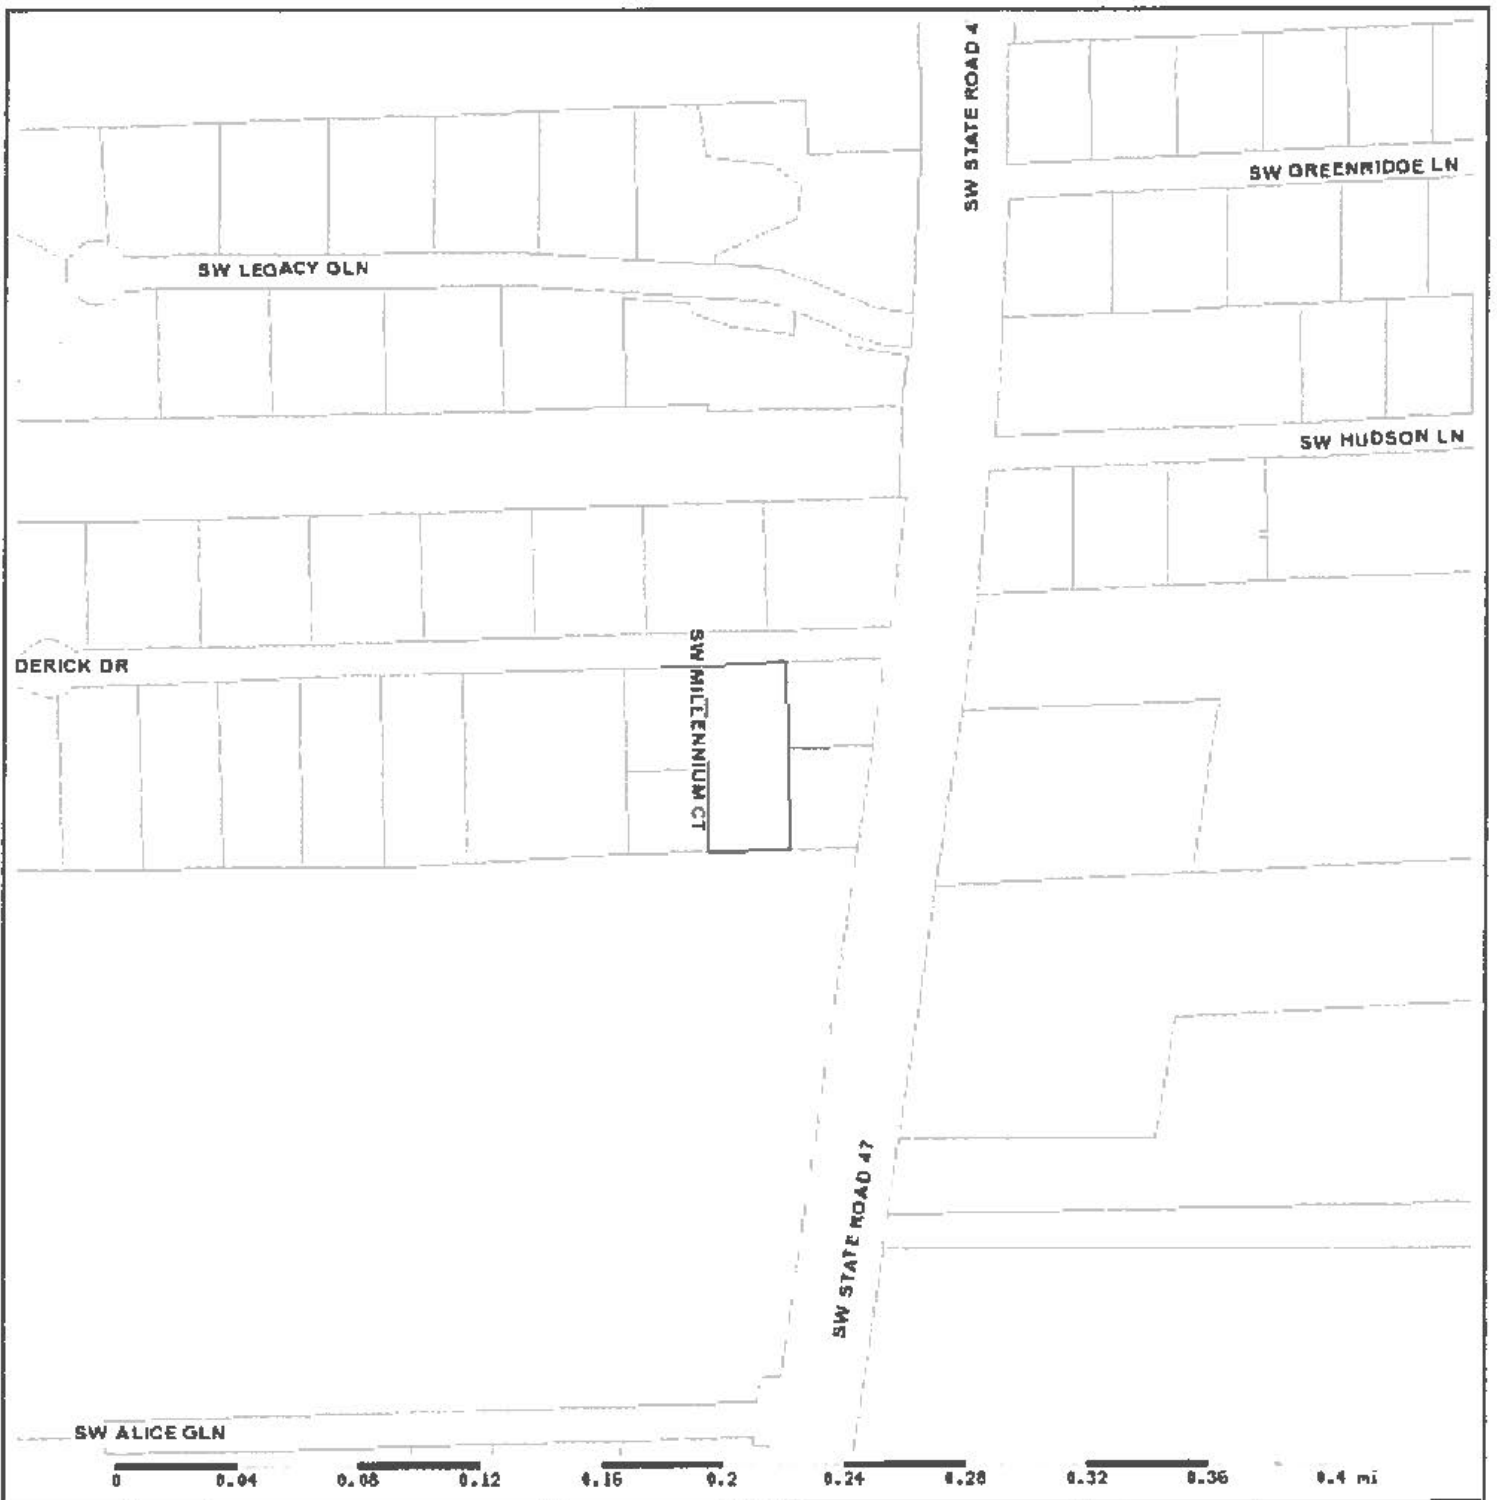 SW STATE ROAD 4
SW GREENRIDGE LN
SW LEGACY GLN
SW HUDSON LN
DERICK DR
SW MILLENNIUM CT
SW STATE ROAD 47
SW ALICE GLN
0 0.04 0.08 0.12 0.16 0.2 0.24 0.28 0.32 0.36 0.4 mi